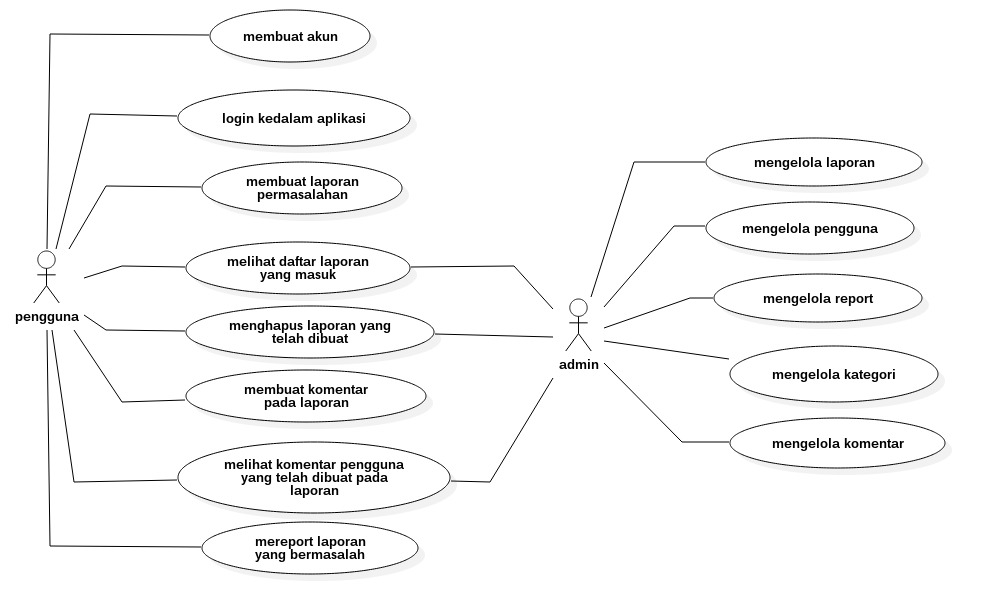 membuat akun
login kedalam aplikasi
membuat laporan
permasalahan
melihat daftar laporan
yang masuk
pengguna
menghapus laporan yang
telah dibuat
membuat komentar
pada laporan
melihat komentar pengguna
yang telah dibuat pada
laporan
mereport laporan
yang bermasalah
admin
mengelola laporan
mengelola pengguna
mengelola report
mengelola kategori
mengelola komentar